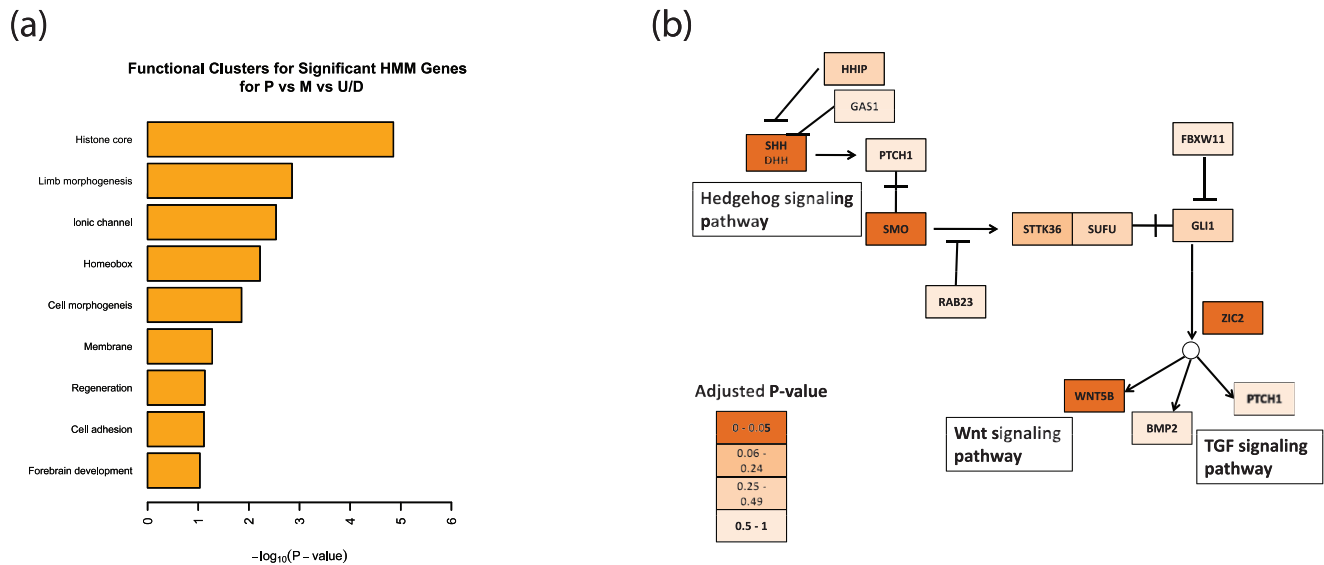 (a)
Functional Clusters for Significant HMM Genes
for P vs M vs U/D
Histone core
Limb morphogenesis
Ionic channel
Homeobox
Cell morphogeneis
Membrane
Regeneration
Cell adhesion
Forebrain development
0 1 2 3 4 5 6
−log10(P − value)
(b)
HHIP
GAS1
SHH
DHH
PTCH1
FBXW11
Hedgehog signaling
pathway
SMO
STTK36
SUFU
GLI1
RAB23
ZIC2
Adjusted P-value
0 - 0.05
0.06 -
0.24
0.25 -
0.49
0.5 - 1
WNT5B
BMP2
PTCH1
Wnt signaling
pathway
TGF signaling
pathway